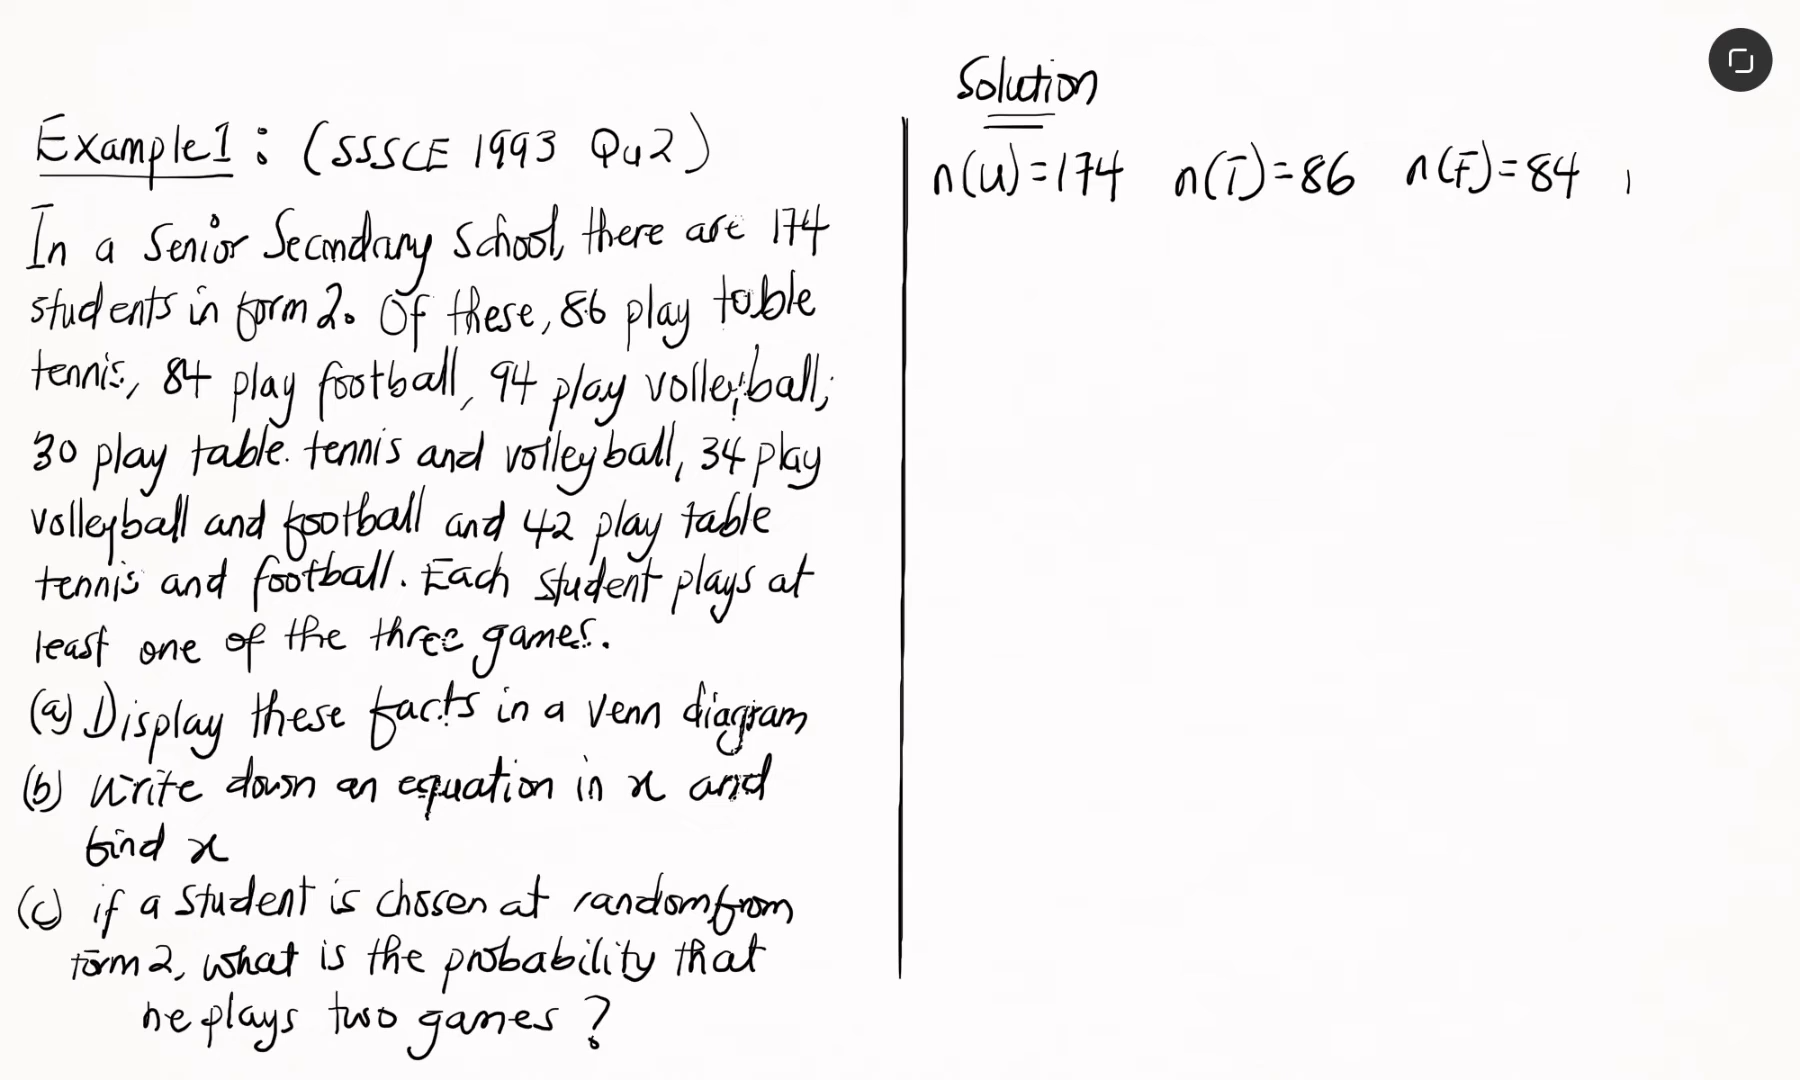 Example1 : (SSSCE 1993 Qu2)
In a Senior Secondary school, there are 174
students in form 2. Of these, 86 play table
tennis, 84 play football, 94 play volleyball;
30 play table tennis and volleyball, 34 play
volleyball and football and 42 play table
tennis and football. Each student plays at
least one of the three games.
(a) Display these facts in a venn diagram
(b) Write down an equation in x and
find x
(c) if a student is chosen at random from
form 2, what is the probability that
he plays two games?
Solution
n(U)=174 n(T)=86 n(F)=84